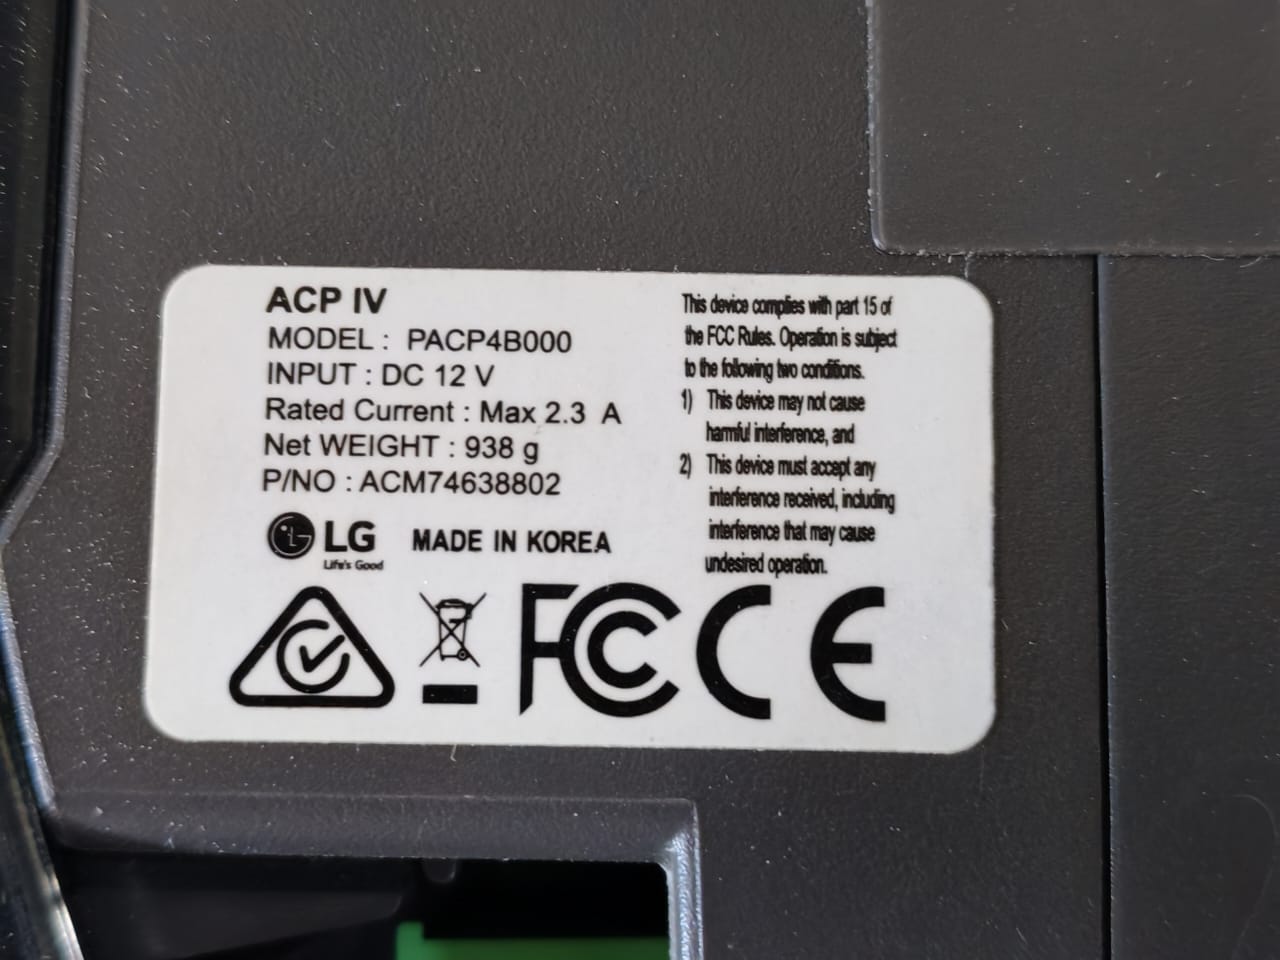 ACP IV
MODEL : PACP4B000
INPUT : DC 12 V
Rated Current : Max 2.3 A
Net WEIGHT : 938 g
P/NO : ACM74638802
LG
Life's Good
MADE IN KOREA
This device complies with part 15 of
the FCC Rules. Operation is subject
to the following two conditions.
1) This device may not cause
harmful interference, and
2) This device must accept any
interference received, including
interference that may cause
undesired operation.
FC CE